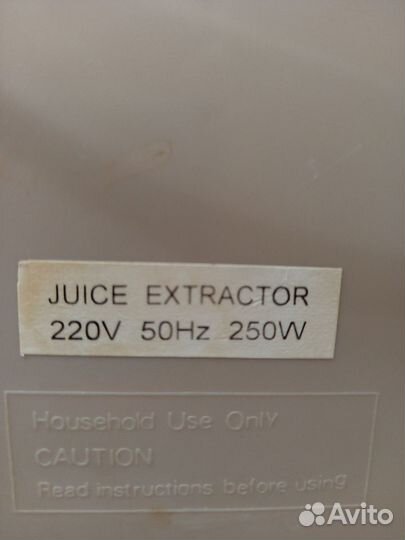 JUICE EXTRACTOR
220V 50Hz 250W
Household Use Only
CAUTION
Read instructions before using
Avito